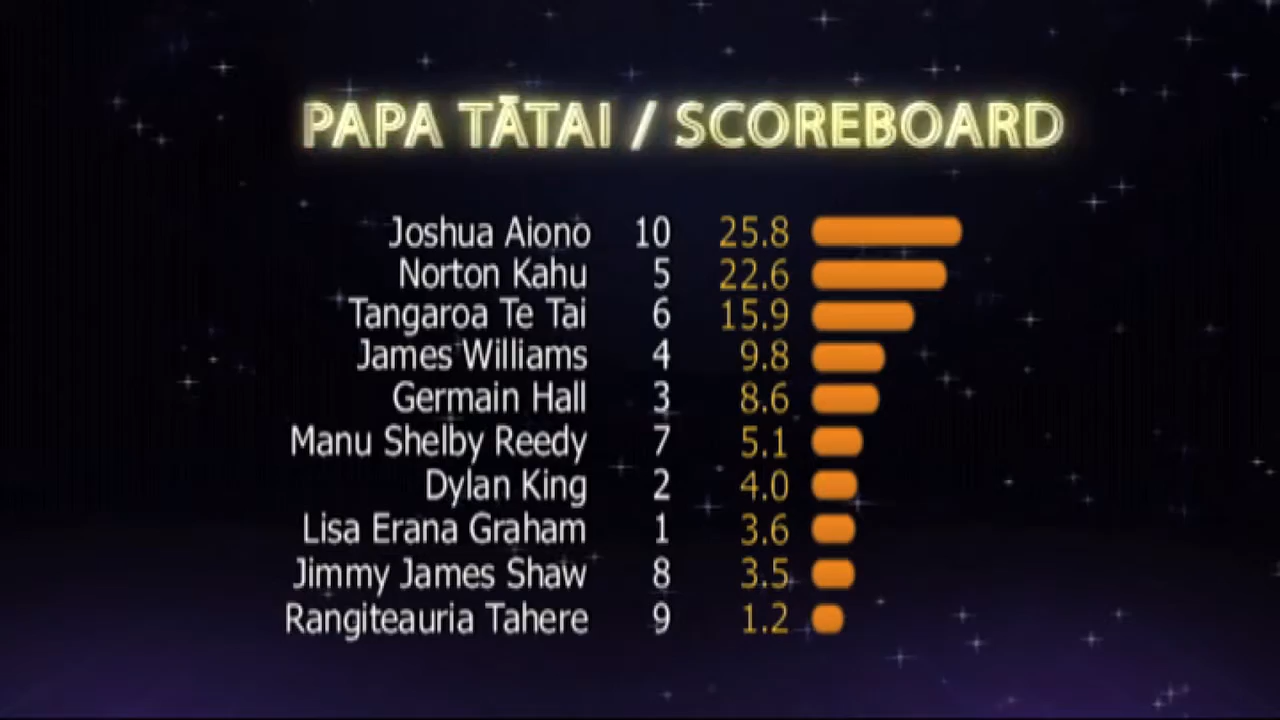 PAPA TĀTAI / SCOREBOARD
Joshua Aiono 10 25.8
Norton Kahu 5 22.6
Tangaroa Te Tai 6 15.9
James Williams 4 9.8
Germain Hall 3 8.6
Manu Shelby Reedy 7 5.1
Dylan King 2 4.0
Lisa Erana Graham 1 3.6
Jimmy James Shaw 8 3.5
Rangiteauria Tahere 9 1.2